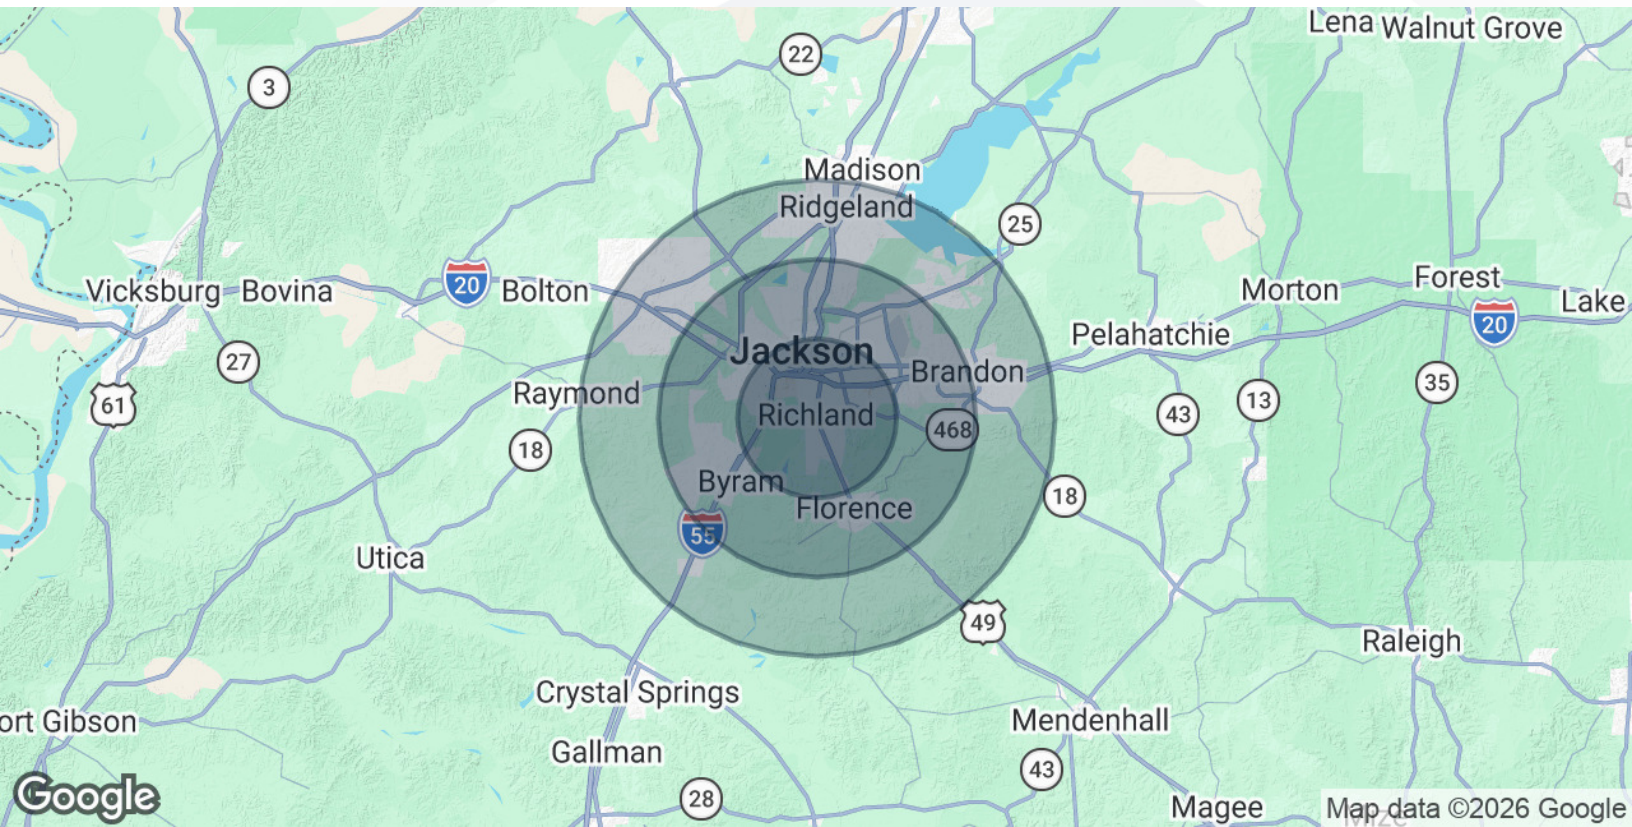 Lena
Walnut Grove
22
3
Madison
Ridgeland
25
Vicksburg
Bovina
20
Bolton
Morton
Forest
Lake
20
Pelahatchie
Jackson
Brandon
27
Raymond
61
Richland
468
43
13
35
18
Byram
Florence
18
55
Utica
49
Raleigh
Crystal Springs
ort Gibson
Mendenhall
Gallman
43
28
Magee
Mize
Google
Map data ©2026 Google